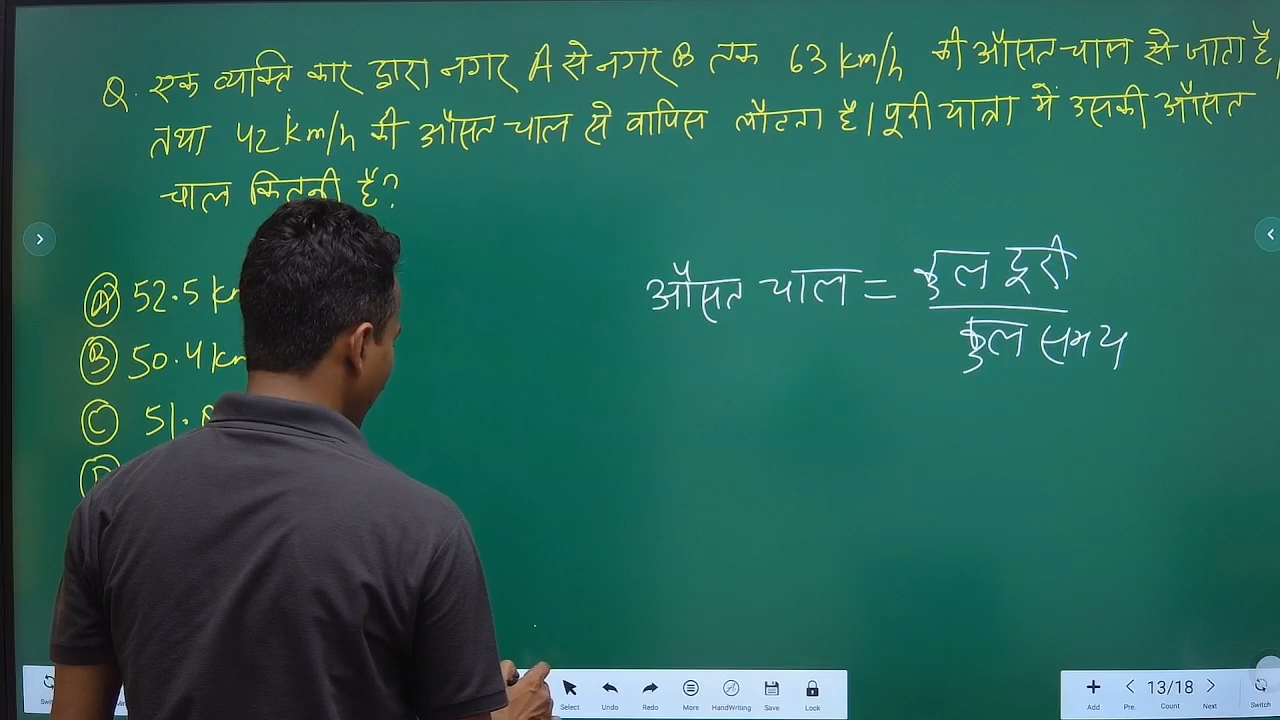 Q. एक व्यक्ति कार द्वारा नगर A से नगर B तक 63 km/h की औसत चाल से जाता है।
तथा 42 km/h की औसत चाल से वापिस लौटता है। पूरी यात्रा में उसकी औसत
चाल कितनी है?
औसत चाल = कुल दूरी
कुल समय
(A) 52.5
(B) 50.4
(C) 51.
Select Undo Redo More HandWriting Save Lock
13/18
Add Pre. Count Next Switch